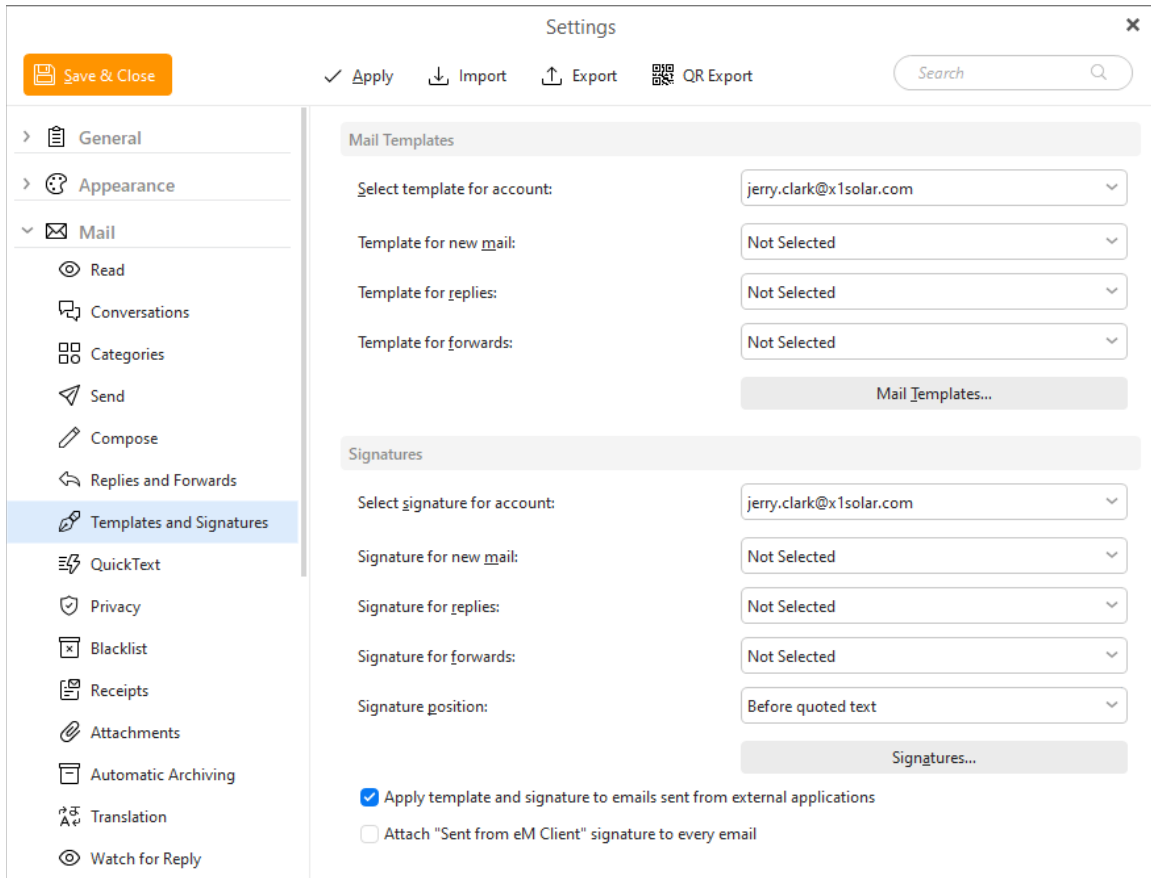 Settings
Save & Close
Apply
Import
Export
QR Export
Search
General
Appearance
Mail
Read
Conversations
Categories
Send
Compose
Replies and Forwards
Templates and Signatures
QuickText
Privacy
Blacklist
Receipts
Attachments
Automatic Archiving
Translation
Watch for Reply
Mail Templates
Select template for account: jerry.clark@x1solar.com
Template for new mail: Not Selected
Template for replies: Not Selected
Template for forwards: Not Selected
Mail Templates...
Signatures
Select signature for account: jerry.clark@x1solar.com
Signature for new mail: Not Selected
Signature for replies: Not Selected
Signature for forwards: Not Selected
Signature position: Before quoted text
Signatures...
Apply template and signature to emails sent from external applications
Attach "Sent from eM Client" signature to every email